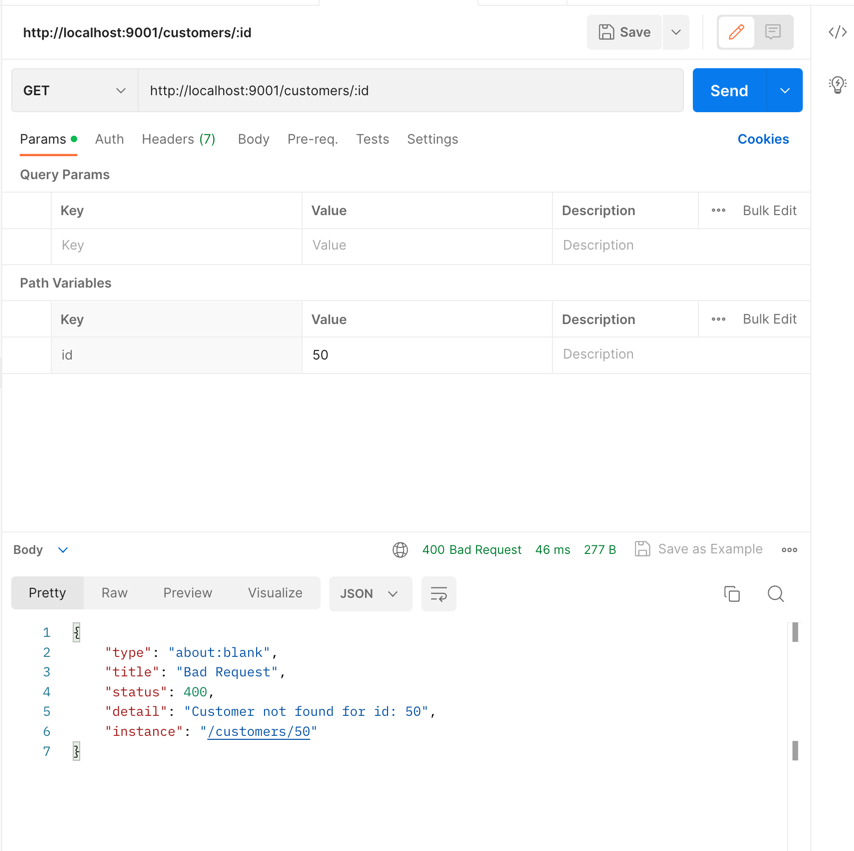 http://localhost:9001/customers/:id Save
GET http://localhost:9001/customers/:id Send
Params Auth Headers (7) Body Pre-req. Tests Settings Cookies
Query Params
Key Value Description Bulk Edit
Key Value Description
Path Variables
Key Value Description Bulk Edit
id 50 Description
Body 400 Bad Request 46 ms 277 B Save as Example
Pretty Raw Preview Visualize JSON
1 {
2 "type": "about:blank",
3 "title": "Bad Request",
4 "status": 400,
5 "detail": "Customer not found for id: 50",
6 "instance": "/customers/50"
7 }